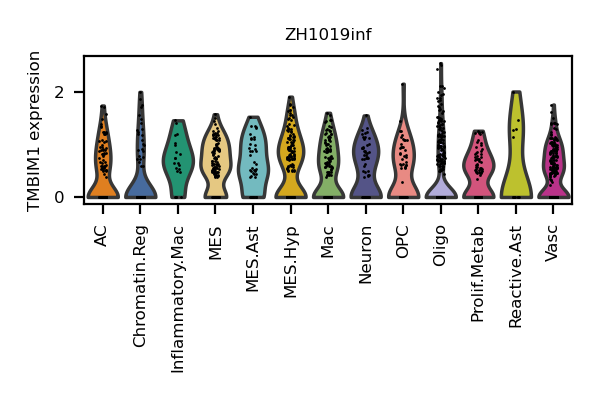 ZH1019inf
TMBIM1 expression
2
0
AC
Chromatin.Reg
Inflammatory.Mac
MES
MES.Ast
MES.Hyp
Mac
Neuron
OPC
Oligo
Prolif.Metab
Reactive.Ast
Vasc